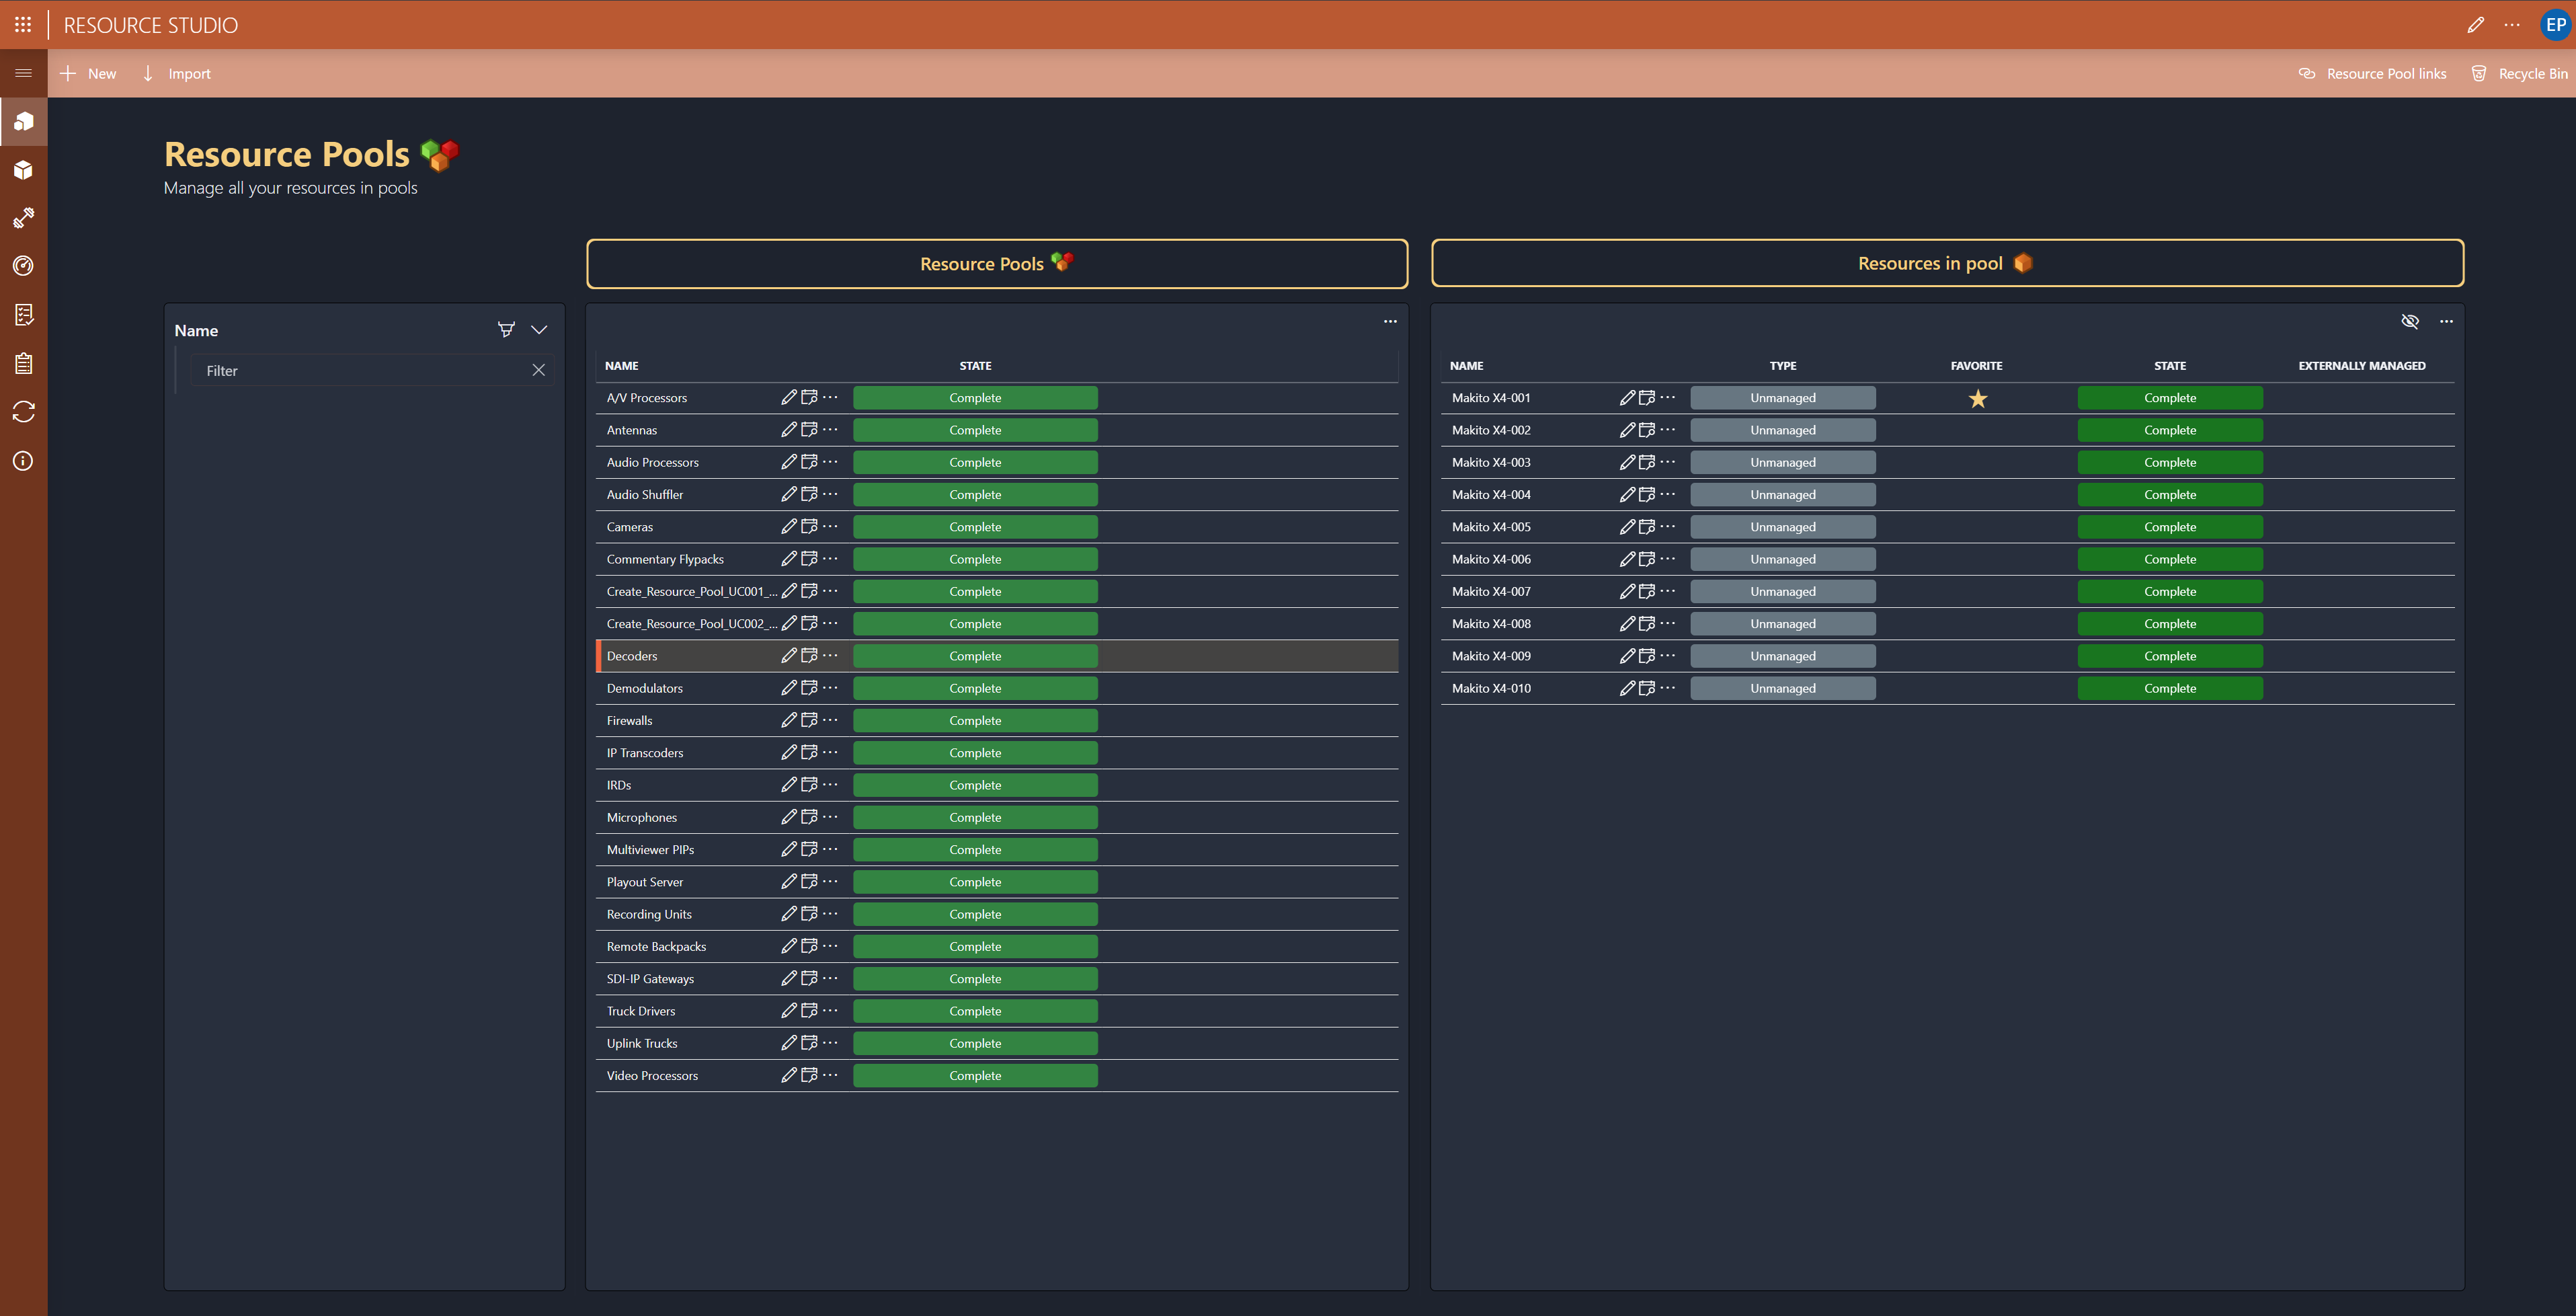 RESOURCE STUDIO
EP
New
Import
Resource Pool links
Recycle Bin
Resource Pools
Manage all your resources in pools
Resource Pools
Resources in pool
Name
Filter
NAME STATE
A/V Processors Complete
Antennas Complete
Audio Processors Complete
Audio Shuffler Complete
Cameras Complete
Commentary Flypacks Complete
Create_Resource_Pool_UC001_... Complete
Create_Resource_Pool_UC002_... Complete
Decoders Complete
Demodulators Complete
Firewalls Complete
IP Transcoders Complete
IRDs Complete
Microphones Complete
Multiviewer PIPs Complete
Playout Server Complete
Recording Units Complete
Remote Backpacks Complete
SDI-IP Gateways Complete
Truck Drivers Complete
Uplink Trucks Complete
Video Processors Complete
NAME TYPE FAVORITE STATE EXTERNALLY MANAGED
Makito X4-001 Unmanaged Complete
Makito X4-002 Unmanaged Complete
Makito X4-003 Unmanaged Complete
Makito X4-004 Unmanaged Complete
Makito X4-005 Unmanaged Complete
Makito X4-006 Unmanaged Complete
Makito X4-007 Unmanaged Complete
Makito X4-008 Unmanaged Complete
Makito X4-009 Unmanaged Complete
Makito X4-010 Unmanaged Complete